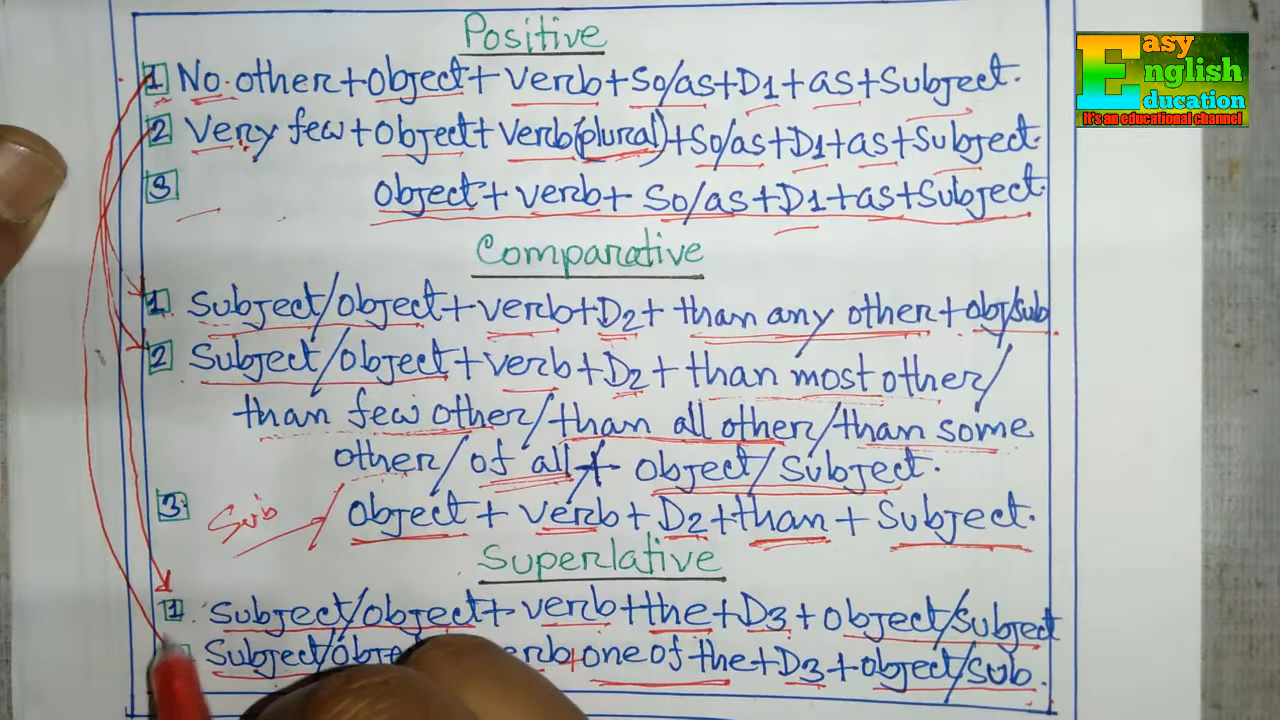 Positive
1 No other + Object + verb + So/as + D1 + as + Subject.
2 Very few + Object + verb (plural) + So/as + D1 + as + Subject.
3 Object + verb + So/as + D1 + as + Subject
Comparative
1 Subject/Object + verb + D2 + than any other + obj/sub
2 Subject/Object + verb + D2 + than most other/
than few other/than all other/than some
other/of all + object/Subject.
3. Sub / Object + verb + D2 + than + Subject.
Superlative
1. Subject/Object + verb + the + D3 + object/Subject
Subject/ + one of the + D3 + object/Sub.
Easy
English
Education
It's an educational channel